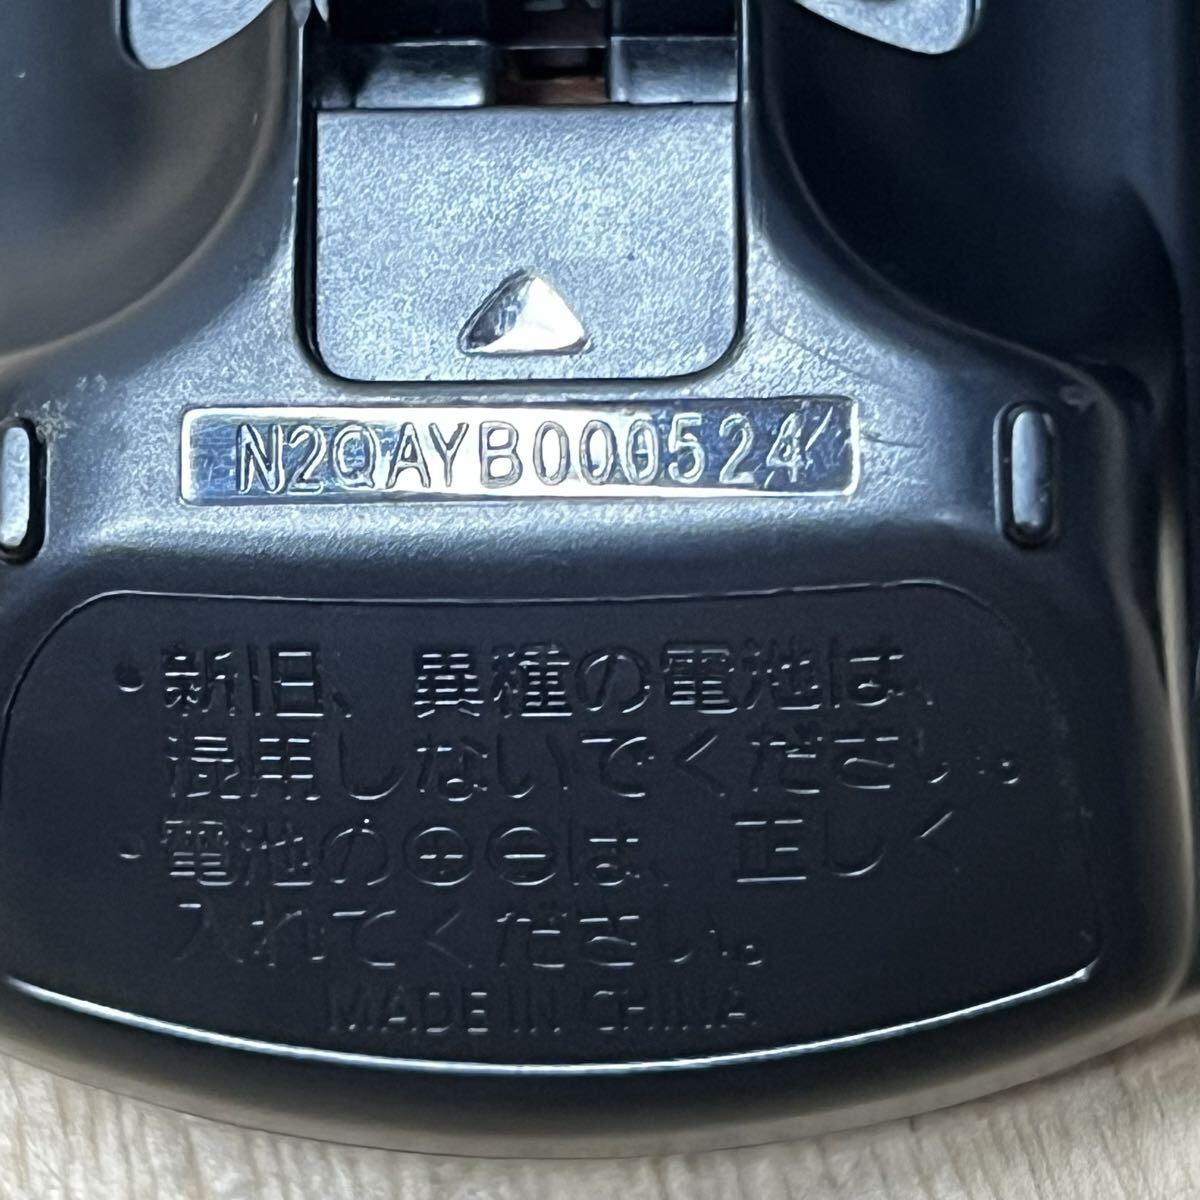 N2QAYB000524
・新旧、異種の電池は、
混用しないでください。
・電池の⊕⊖は、正しく
入れてください。
MADE IN CHINA